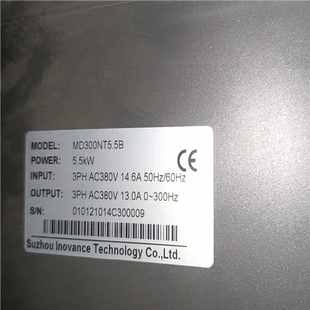 MODEL: MD300NT5.5B
POWER: 5.5kW
INPUT: 3PH AC380V 14.6A 50Hz/60Hz
OUTPUT: 3PH AC380V 13.0A 0~300Hz
S/N: 010121014C300009
CE
Suzhou Inovance Technology Co.,Ltd.